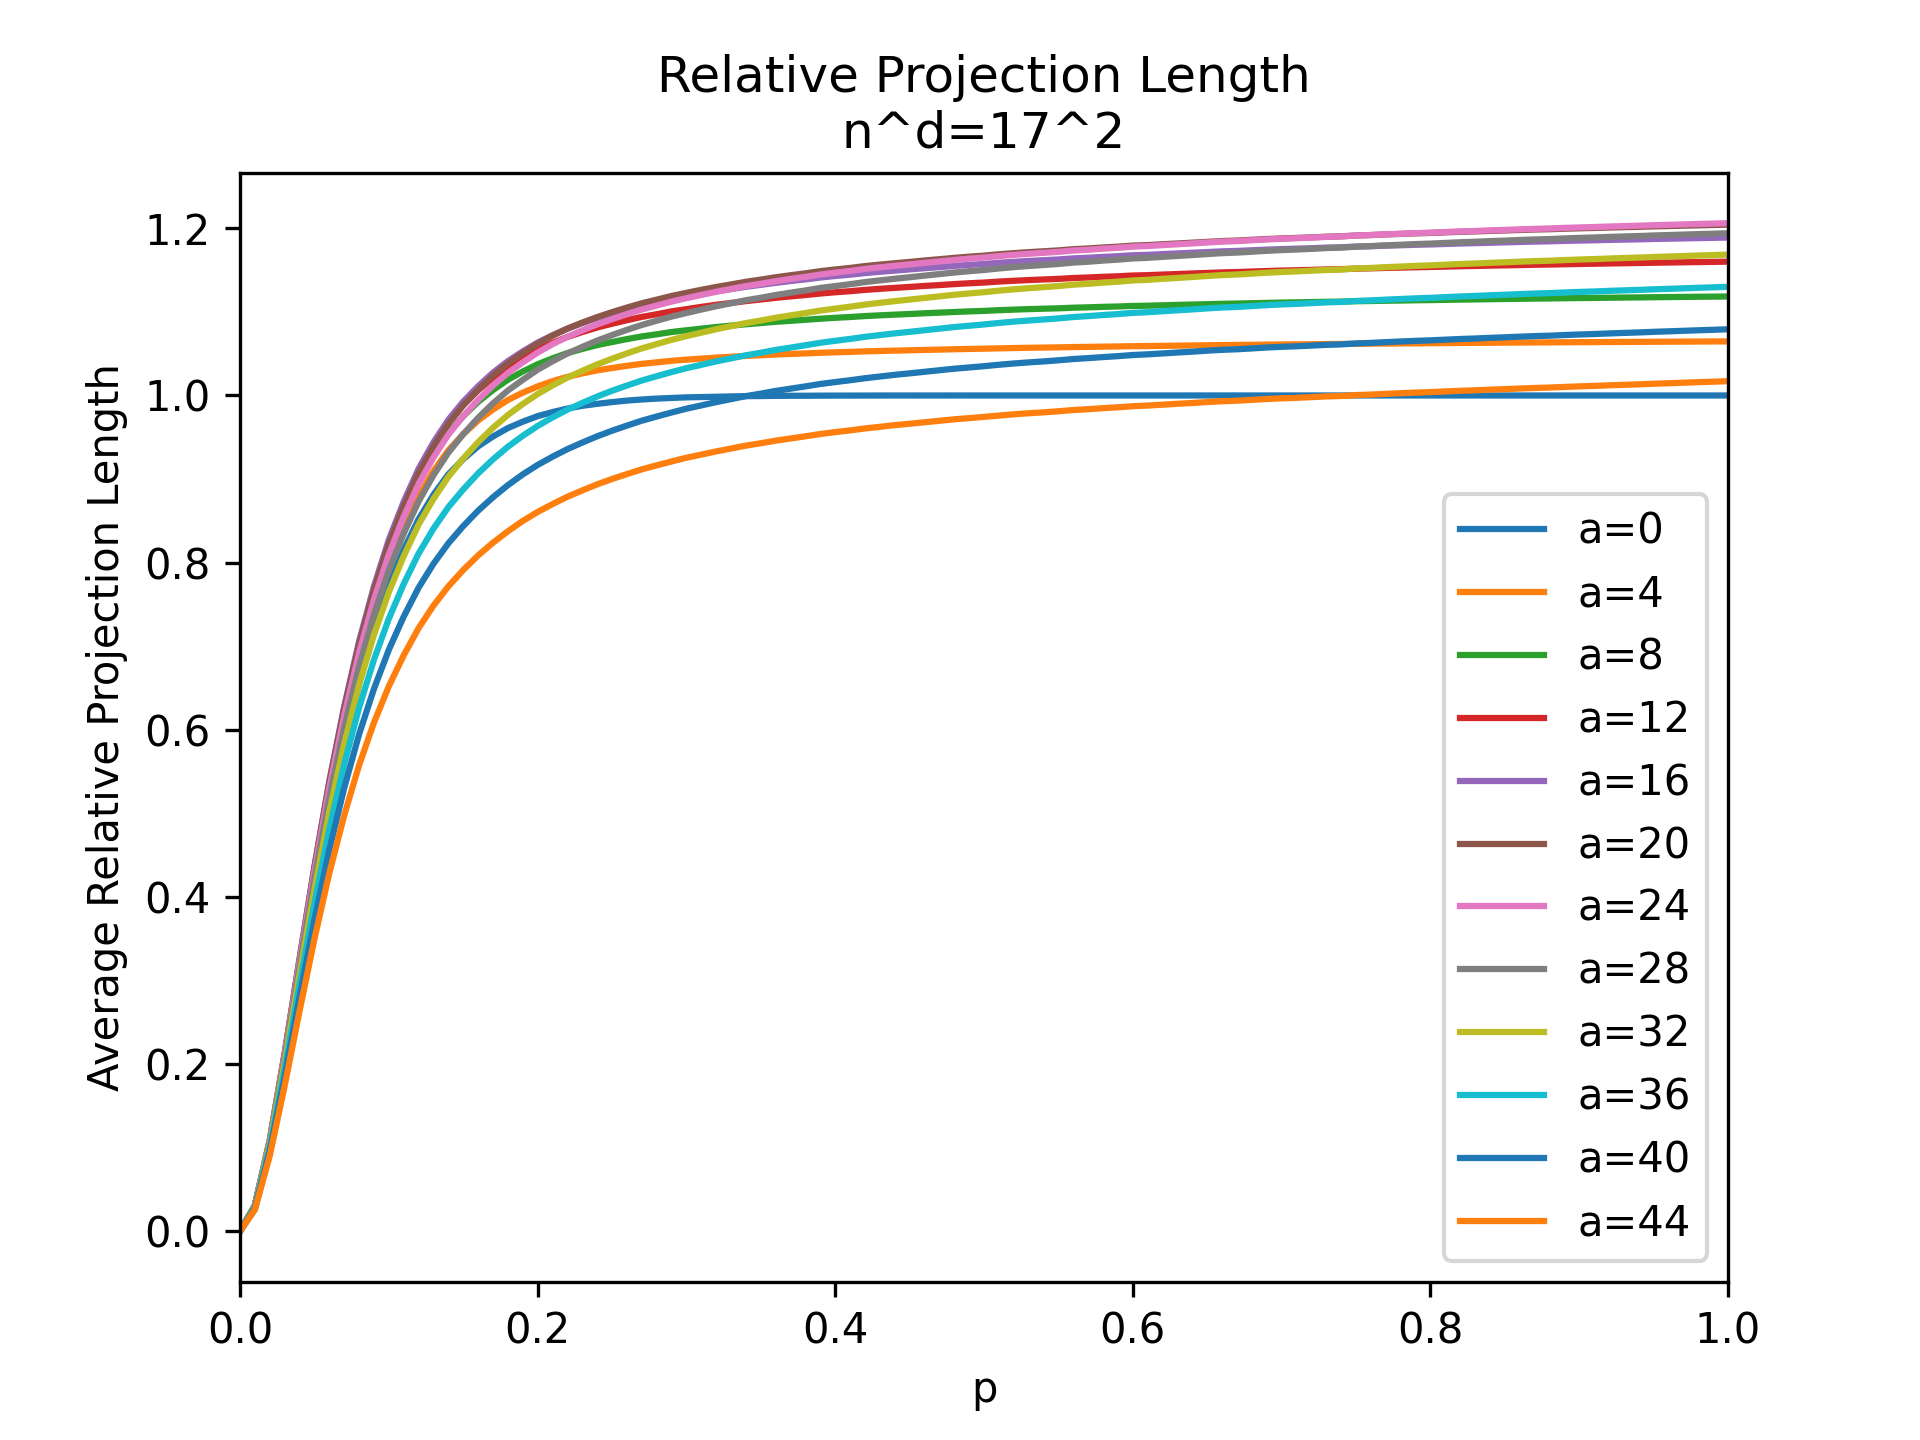 Relative Projection Length
n^d=17^2
Average Relative Projection Length
1.2
1.0
0.8
0.6
0.4
0.2
0.0
a=0
a=4
a=8
a=12
a=16
a=20
a=24
a=28
a=32
a=36
a=40
a=44
0.0 0.2 0.4 0.6 0.8 1.0
p